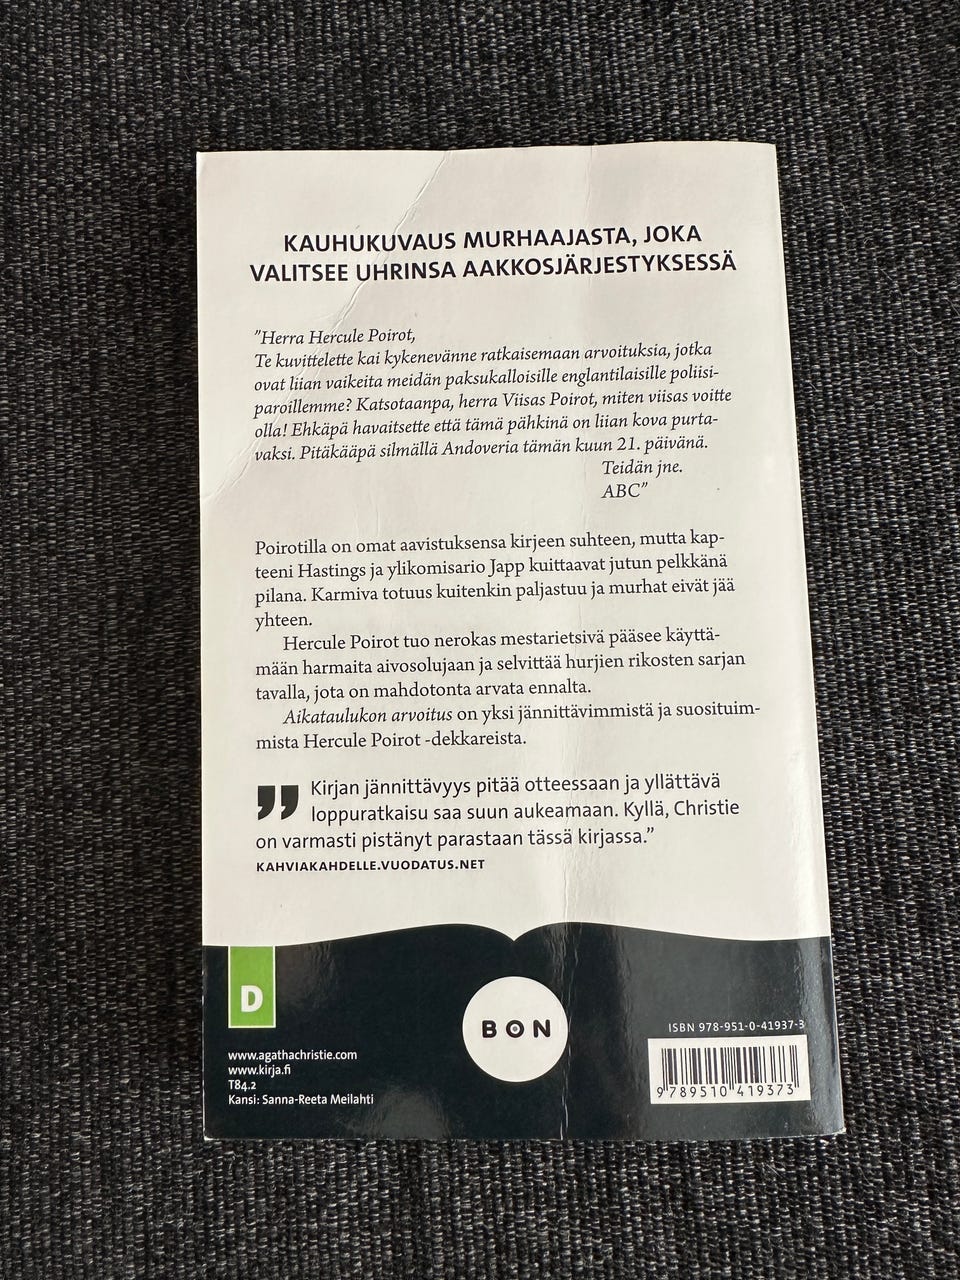 KAUHUKUVAUS MURHAAJASTA, JOKA
VALITSEE UHRINSA AAKKOSJÄRJESTYKSESSÄ
”Herra Hercule Poirot,
Te kuvittelette kai kykenevänne ratkaisemaan arvoituksia, jotka
ovat liian vaikeita meidän paksukalloisille englantilaisille poliisi-
paroillemme? Katsotaanpa, herra Viisas Poirot, miten viisas voitte
olla! Ehkäpä havaitsette että tämä pähkinä on liian kova purta-
vaksi. Pitäkääpä silmällä Andoveria tämän kuun 21. päivänä.
Teidän jne.
ABC”
Poirotilla on omat aavistuksensa kirjeen suhteen, mutta kap-
teeni Hastings ja ylikomisario Japp kuittaavat jutun pelkkänä
pilana. Karmiva totuus kuitenkin paljastuu ja murhat eivät jää
yhteen.
Hercule Poirot tuo nerokas mestarietsivä pääsee käyttä-
mään harmaita aivosolujaan ja selvittää hurjien rikosten sarjan
tavalla, jota on mahdotonta arvata ennalta.
Aikataulukon arvoitus on yksi jännittävimmistä ja suosituim-
mista Hercule Poirot -dekkareista.
” Kirjan jännittävyys pitää otteessaan ja yllättävä
loppuratkaisu saa suun aukeamaan. Kyllä, Christie
on varmasti pistänyt parastaan tässä kirjassa.”
KAHVIAKAHDELLE.VUODATUS.NET
D
BON
www.agathachristie.com
www.kirja.fi
T84.2
Kansi: Sanna-Reeta Meilahti
ISBN 978-951-0-41937-3
9 789510 419373